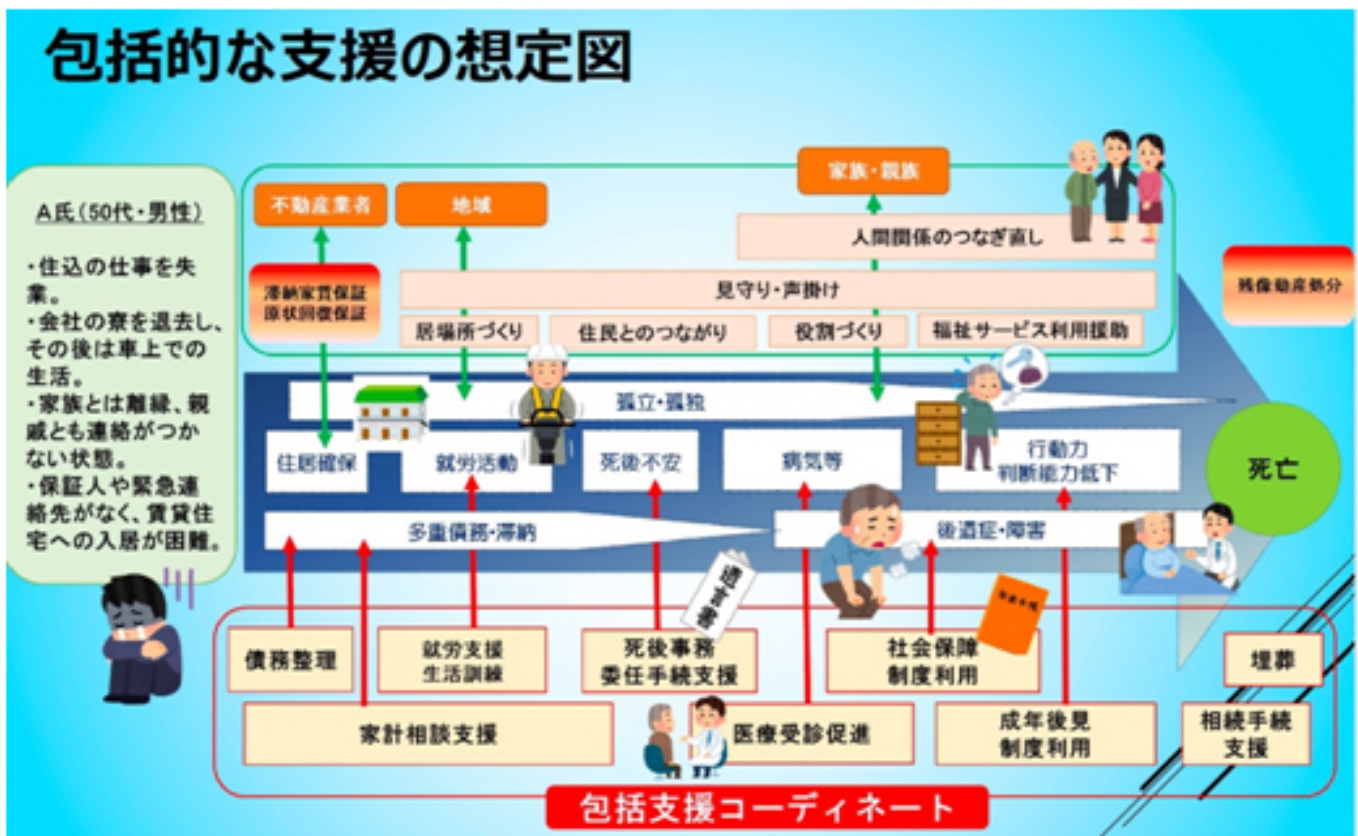 包括的な支援の想定図
A氏(50代・男性)
・住込の仕事を失
業。
・会社の寮を退去し、
その後は車上での
生活。
・家族とは離縁、親
戚とも連絡がつか
ない状態。
・保証人や緊急連
絡先がなく、賃貸住
宅への入居が困難。
不動産業者
地域
家族・親族
人間関係のつなぎ直し
滞納家賃保証
原状回復保証
見守り・声掛け
残像動産処分
居場所づくり
住民とのつながり
役割づくり
福祉サービス利用援助
孤立・孤独
住居確保
就労活動
死後不安
病気等
行動力
判断能力低下
死亡
多重債務・滞納
後遺症・障害
遺言書
債務整理
就労支援
生活訓練
死後事務
委任手続支援
社会保障
制度利用
埋葬
家計相談支援
医療受診促進
成年後見
制度利用
相続手続
支援
包括支援コーディネート